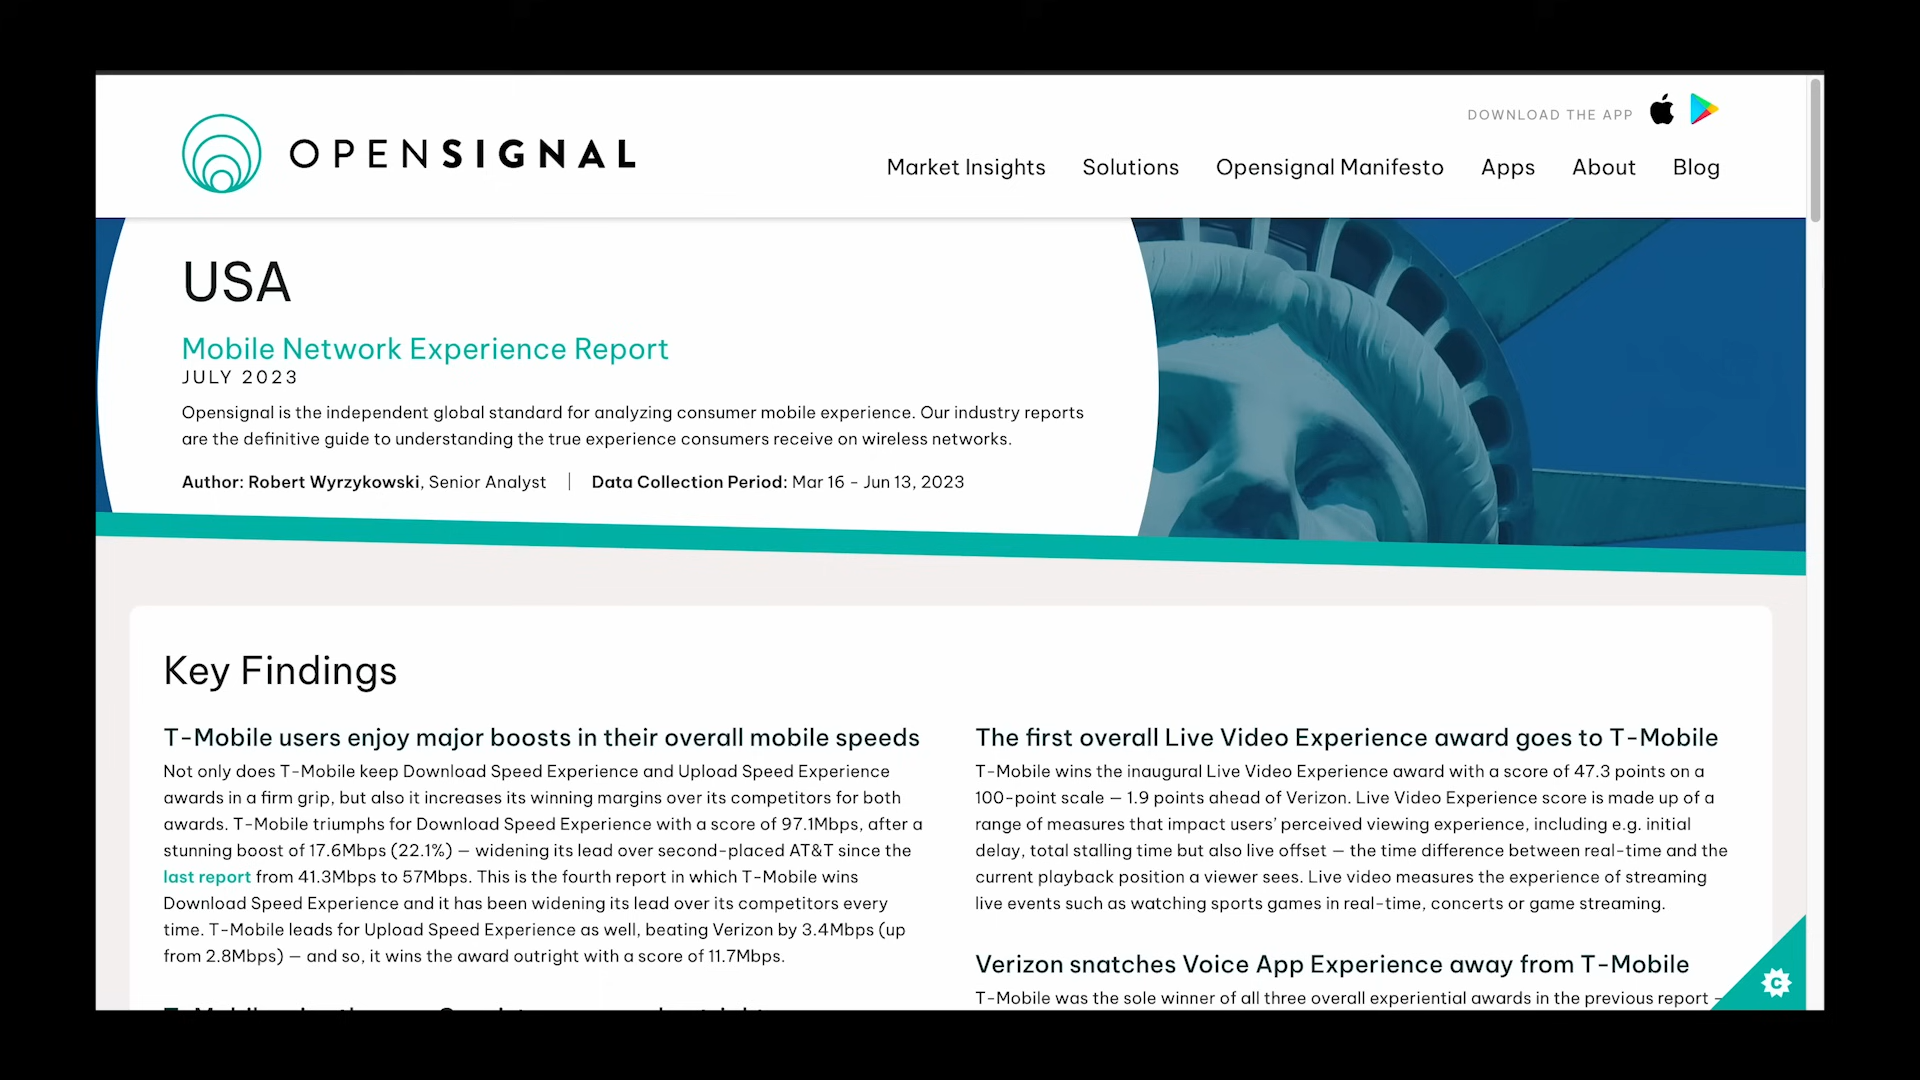 OPENSIGNAL
DOWNLOAD THE APP
Market Insights Solutions Opensignal Manifesto Apps About Blog
USA
Mobile Network Experience Report
JULY 2023
Opensignal is the independent global standard for analyzing consumer mobile experience. Our industry reports
are the definitive guide to understanding the true experience consumers receive on wireless networks.
Author: Robert Wyrzykowski, Senior Analyst | Data Collection Period: Mar 16 – Jun 13, 2023
Key Findings
T-Mobile users enjoy major boosts in their overall mobile speeds
Not only does T-Mobile keep Download Speed Experience and Upload Speed Experience
awards in a firm grip, but also it increases its winning margins over its competitors for both
awards. T-Mobile triumphs for Download Speed Experience with a score of 97.1Mbps, after a
stunning boost of 17.6Mbps (22.1%) — widening its lead over second-placed AT&T since the
last report from 41.3Mbps to 57Mbps. This is the fourth report in which T-Mobile wins
Download Speed Experience and it has been widening its lead over its competitors every
time. T-Mobile leads for Upload Speed Experience as well, beating Verizon by 3.4Mbps (up
from 2.8Mbps) — and so, it wins the award outright with a score of 11.7Mbps.
The first overall Live Video Experience award goes to T-Mobile
T-Mobile wins the inaugural Live Video Experience award with a score of 47.3 points on a
100-point scale — 1.9 points ahead of Verizon. Live Video Experience score is made up of a
range of measures that impact users’ perceived viewing experience, including e.g. initial
delay, total stalling time but also live offset — the time difference between real-time and the
current playback position a viewer sees. Live video measures the experience of streaming
live events such as watching sports games in real-time, concerts or game streaming.
Verizon snatches Voice App Experience away from T-Mobile
T-Mobile was the sole winner of all three overall experiential awards in the previous report —
C